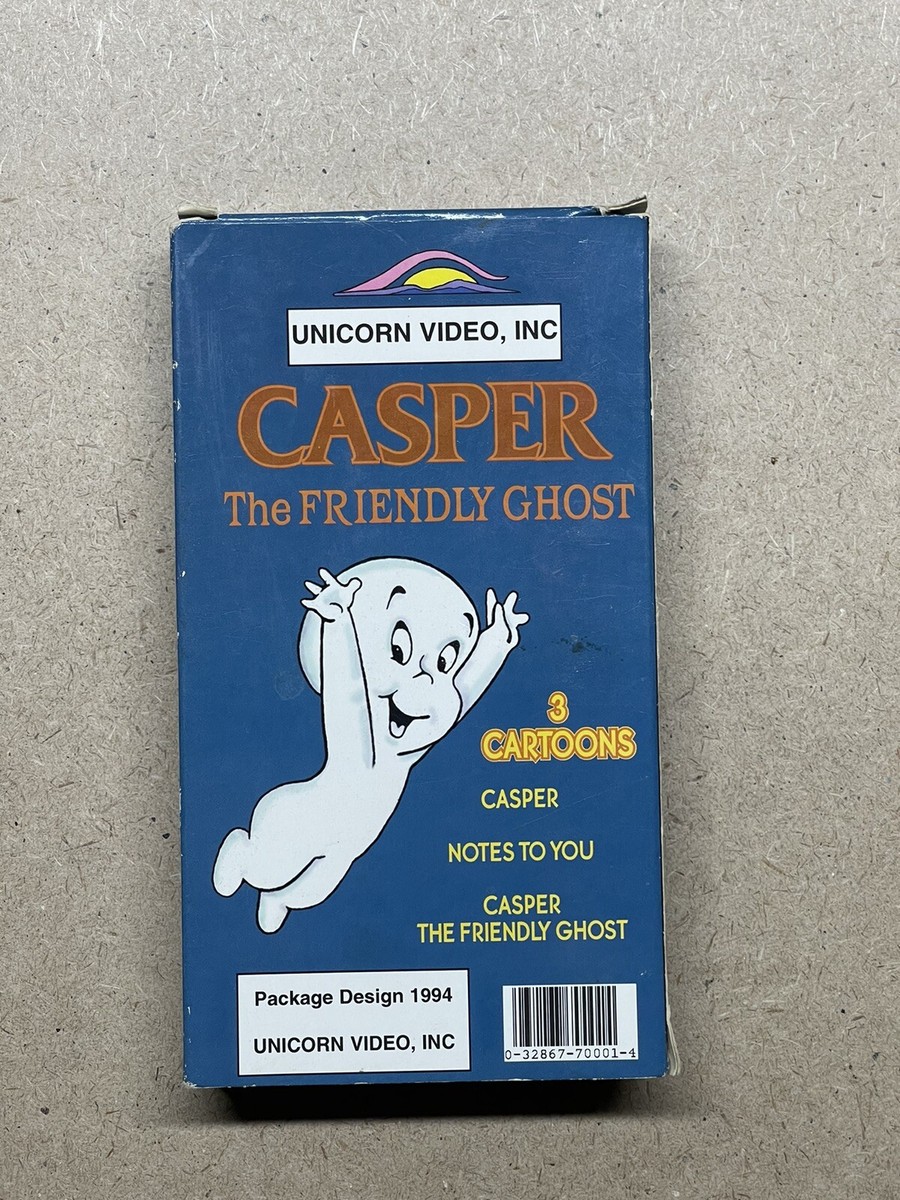 UNICORN VIDEO, INC
CASPER
The FRIENDLY GHOST
3
CARTOONS
CASPER
NOTES TO YOU
CASPER
THE FRIENDLY GHOST
Package Design 1994
UNICORN VIDEO, INC
0-32867-70001-4